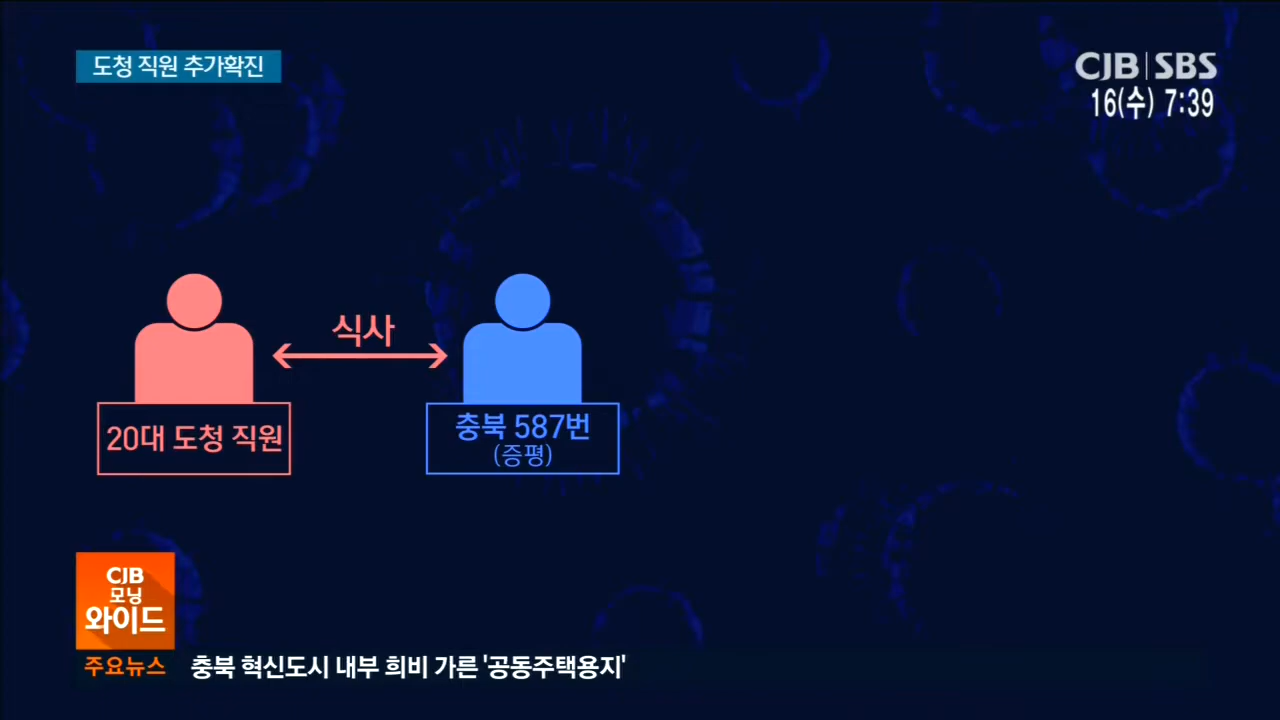 도청 직원 추가확진
CJB SBS
16(수) 7:39
식사
20대 도청 직원
충북 587번
(증평)
CJB
모닝
와이드
주요뉴스 충북 혁신도시 내부 희비 가른 '공동주택용지'